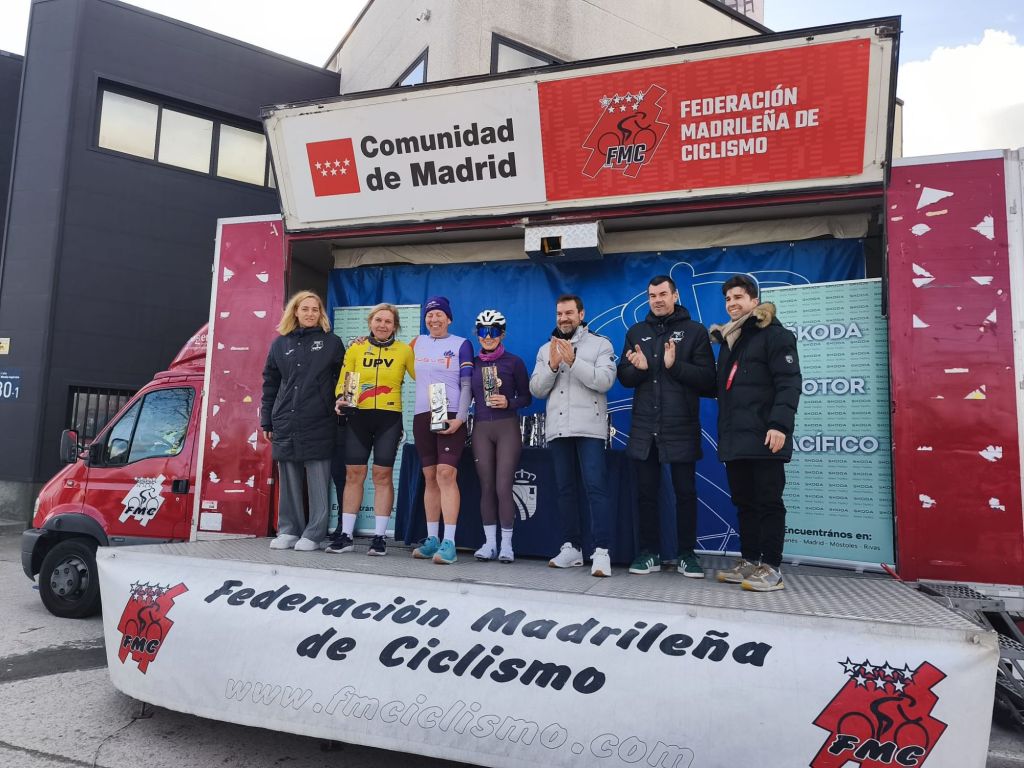 Comunidad
de Madrid
FMC
FEDERACIÓN
MADRILEÑA DE
CICLISMO
ŠKODA
MOTOR
PACÍFICO
Encuéntranos en:
Madrid - Móstoles - Rivas
UPV
FMC
Federación Madrileña
de Ciclismo
www.fmciclismo.com
FMC
FMC